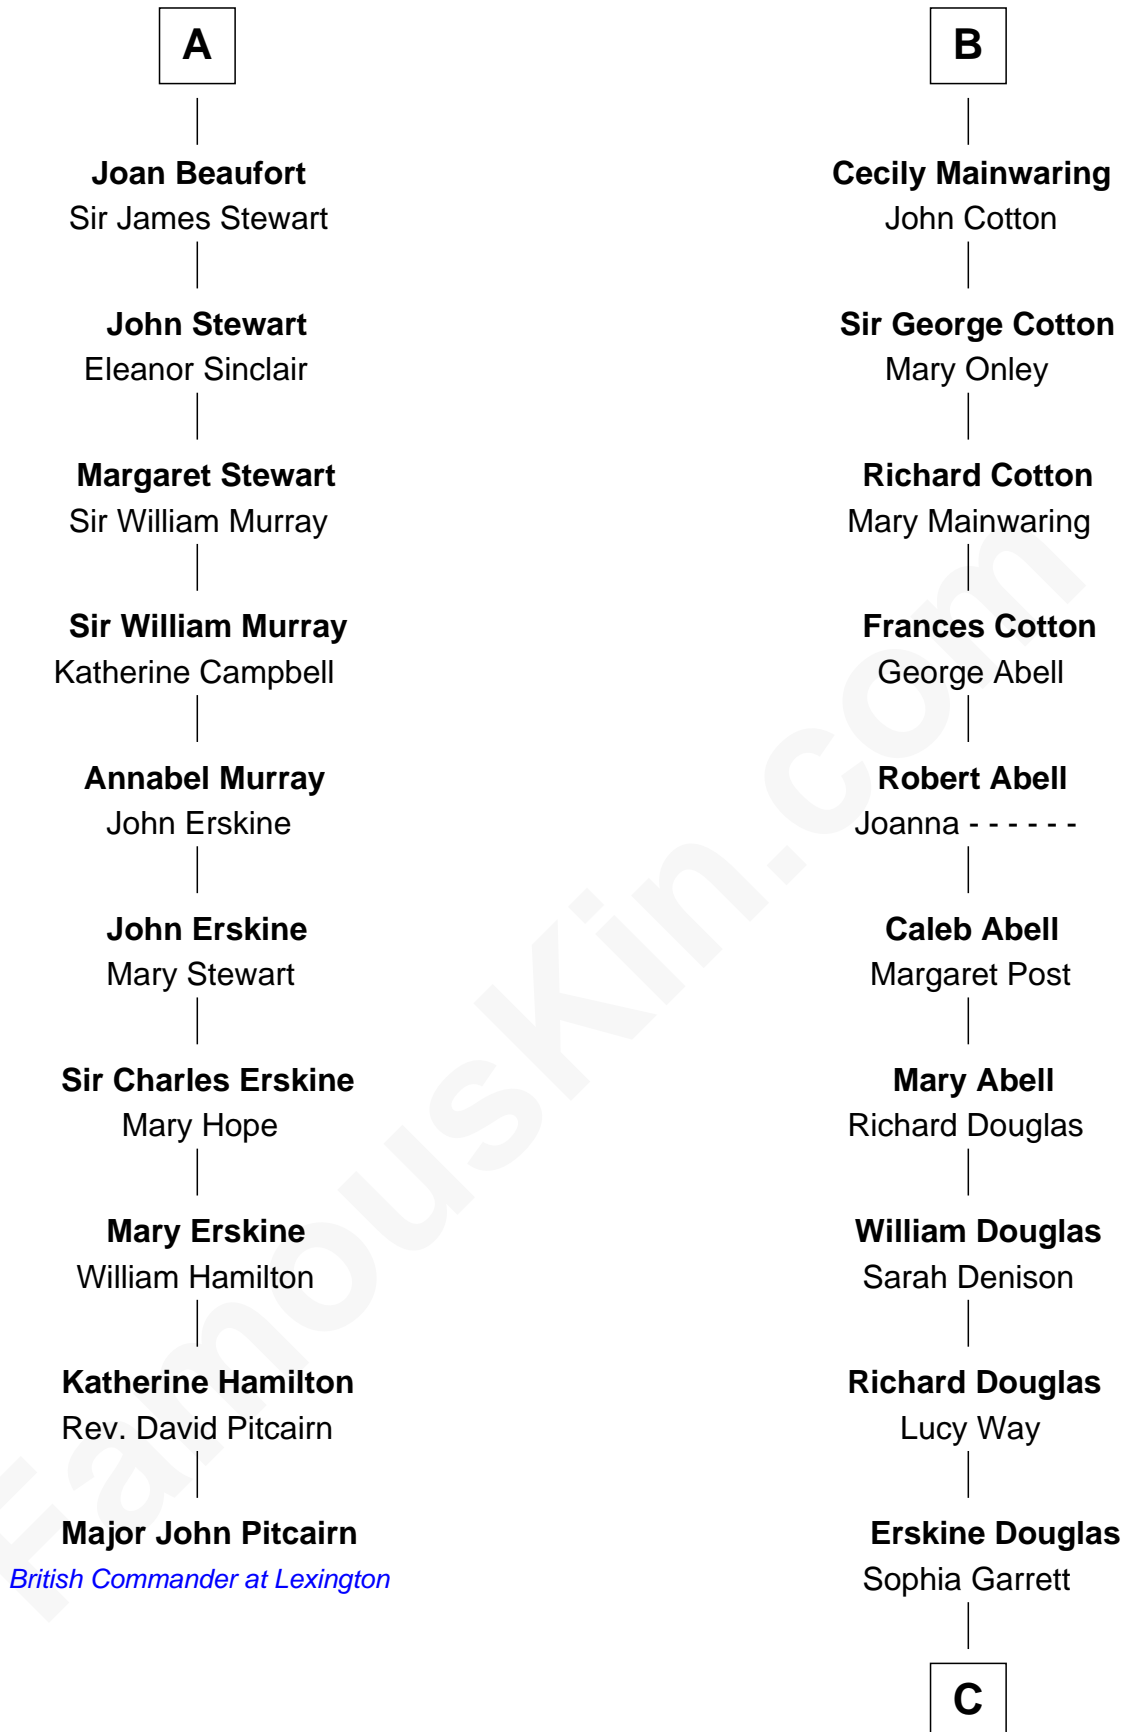 A
Joan Beaufort
Sir James Stewart
John Stewart
Eleanor Sinclair
Margaret Stewart
Sir William Murray
Sir William Murray
Katherine Campbell
Annabel Murray
John Erskine
John Erskine
Mary Stewart
Sir Charles Erskine
Mary Hope
Mary Erskine
William Hamilton
Katherine Hamilton
Rev. David Pitcairn
Major John Pitcairn
British Commander at Lexington
B
Cecily Mainwaring
John Cotton
Sir George Cotton
Mary Onley
Richard Cotton
Mary Mainwaring
Frances Cotton
George Abell
Robert Abell
Joanna - - - - - -
Caleb Abell
Margaret Post
Mary Abell
Richard Douglas
William Douglas
Sarah Denison
Richard Douglas
Lucy Way
Erskine Douglas
Sophia Garrett
C
FamousKin.com